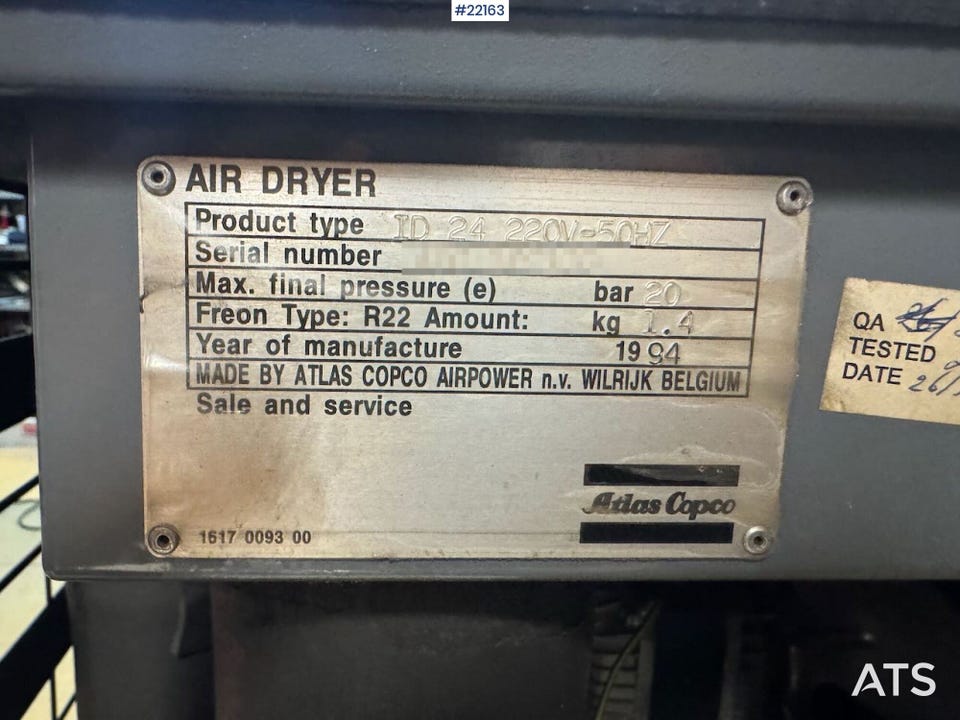 #22163
AIR DRYER
Product type ID 24 220V-50HZ
Serial number
Max. final pressure (e) bar 20
Freon Type: R22 Amount: kg 1.4
Year of manufacture 1994
MADE BY ATLAS COPCO AIRPOWER n.v. WILRIJK BELGIUM
Sale and service
Atlas Copco
1617 0093 00
QA
TESTED
DATE 26/
ATS